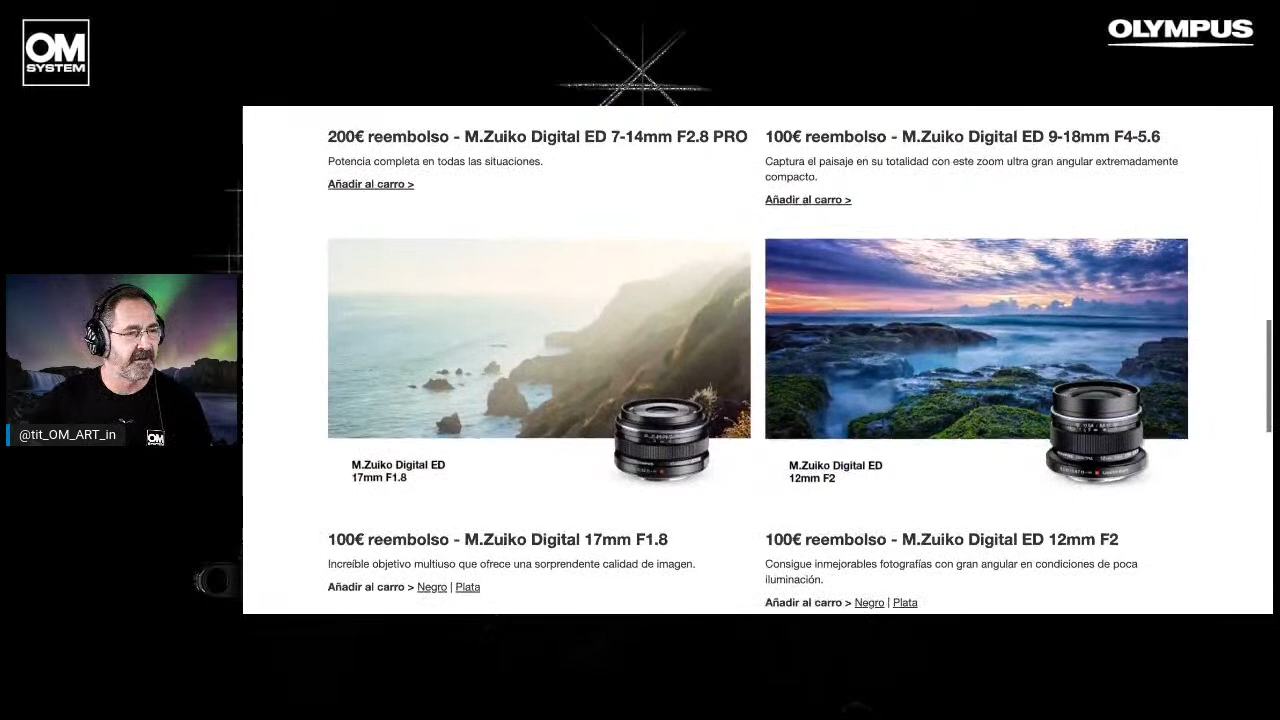 OM
SYSTEM
OLYMPUS
200€ reembolso - M.Zuiko Digital ED 7-14mm F2.8 PRO
Potencia completa en todas las situaciones.
Añadir al carro >
100€ reembolso - M.Zuiko Digital ED 9-18mm F4-5.6
Captura el paisaje en su totalidad con este zoom ultra gran angular extremadamente
compacto.
Añadir al carro >
@tit_OM_ART_in
OM
M.Zuiko Digital ED
17mm F1.8
M.Zuiko Digital ED
12mm F2
100€ reembolso - M.Zuiko Digital 17mm F1.8
Increíble objetivo multiuso que ofrece una sorprendente calidad de imagen.
Añadir al carro > Negro | Plata
100€ reembolso - M.Zuiko Digital ED 12mm F2
Consigue inmejorables fotografías con gran angular en condiciones de poca
iluminación.
Añadir al carro > Negro | Plata